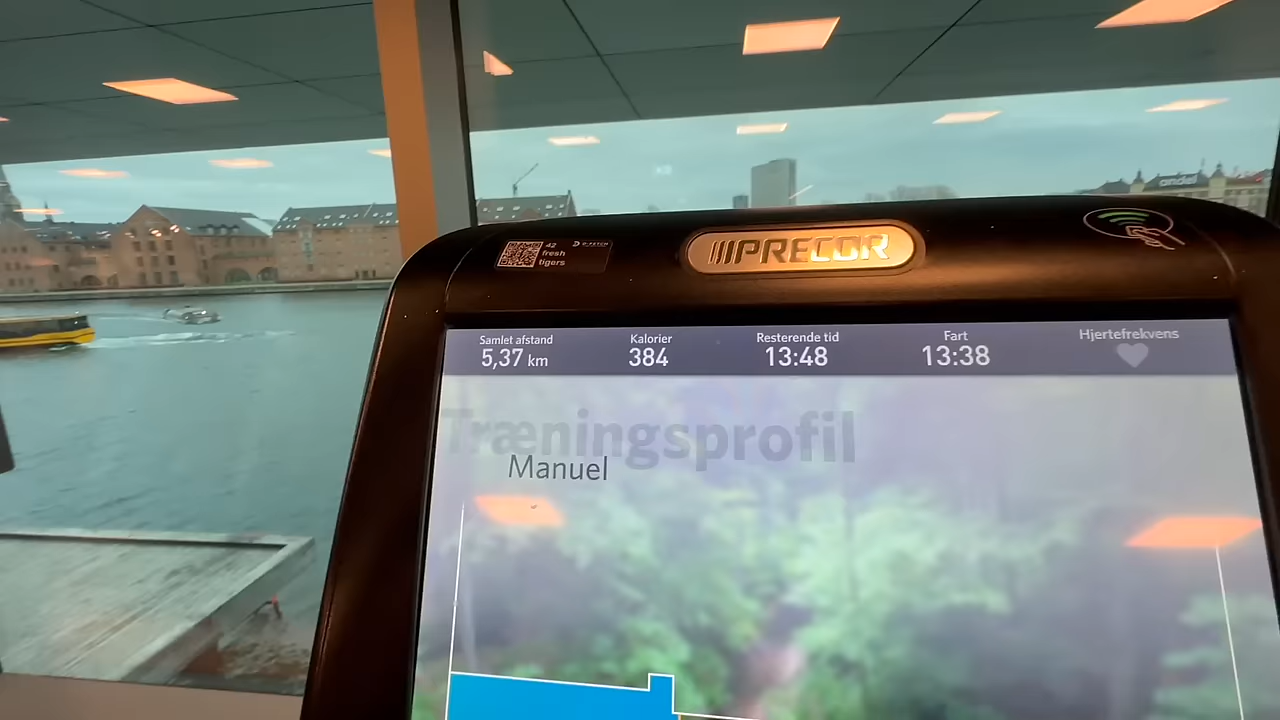 42
fresh
tigers
PRECOR
Samlet afstand
5,37 km
Kalorier
384
Resterende tid
13:48
Fart
13:38
Hjertefrekvens
Træningsprofil
Manuel